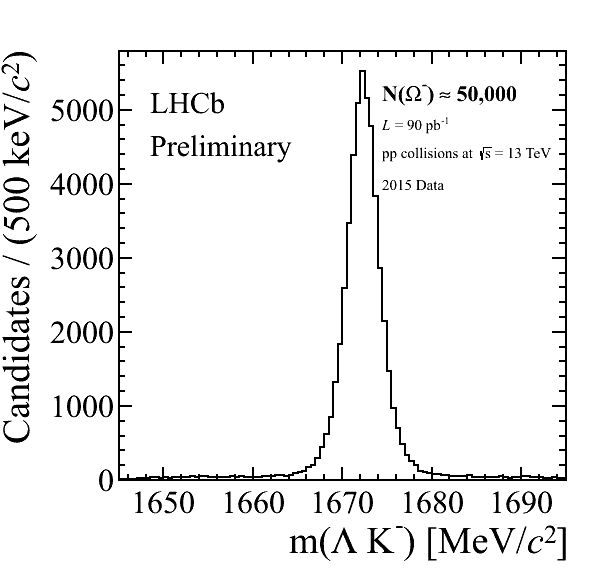 Candidates / (500 keV/c²)
5000
4000
3000
2000
1000
0
LHCb
Preliminary
N(Ω⁻) ≈ 50,000
L = 90 pb⁻¹
pp collisions at √s = 13 TeV
2015 Data
1650 1660 1670 1680 1690
m(Λ K⁻) [MeV/c²]